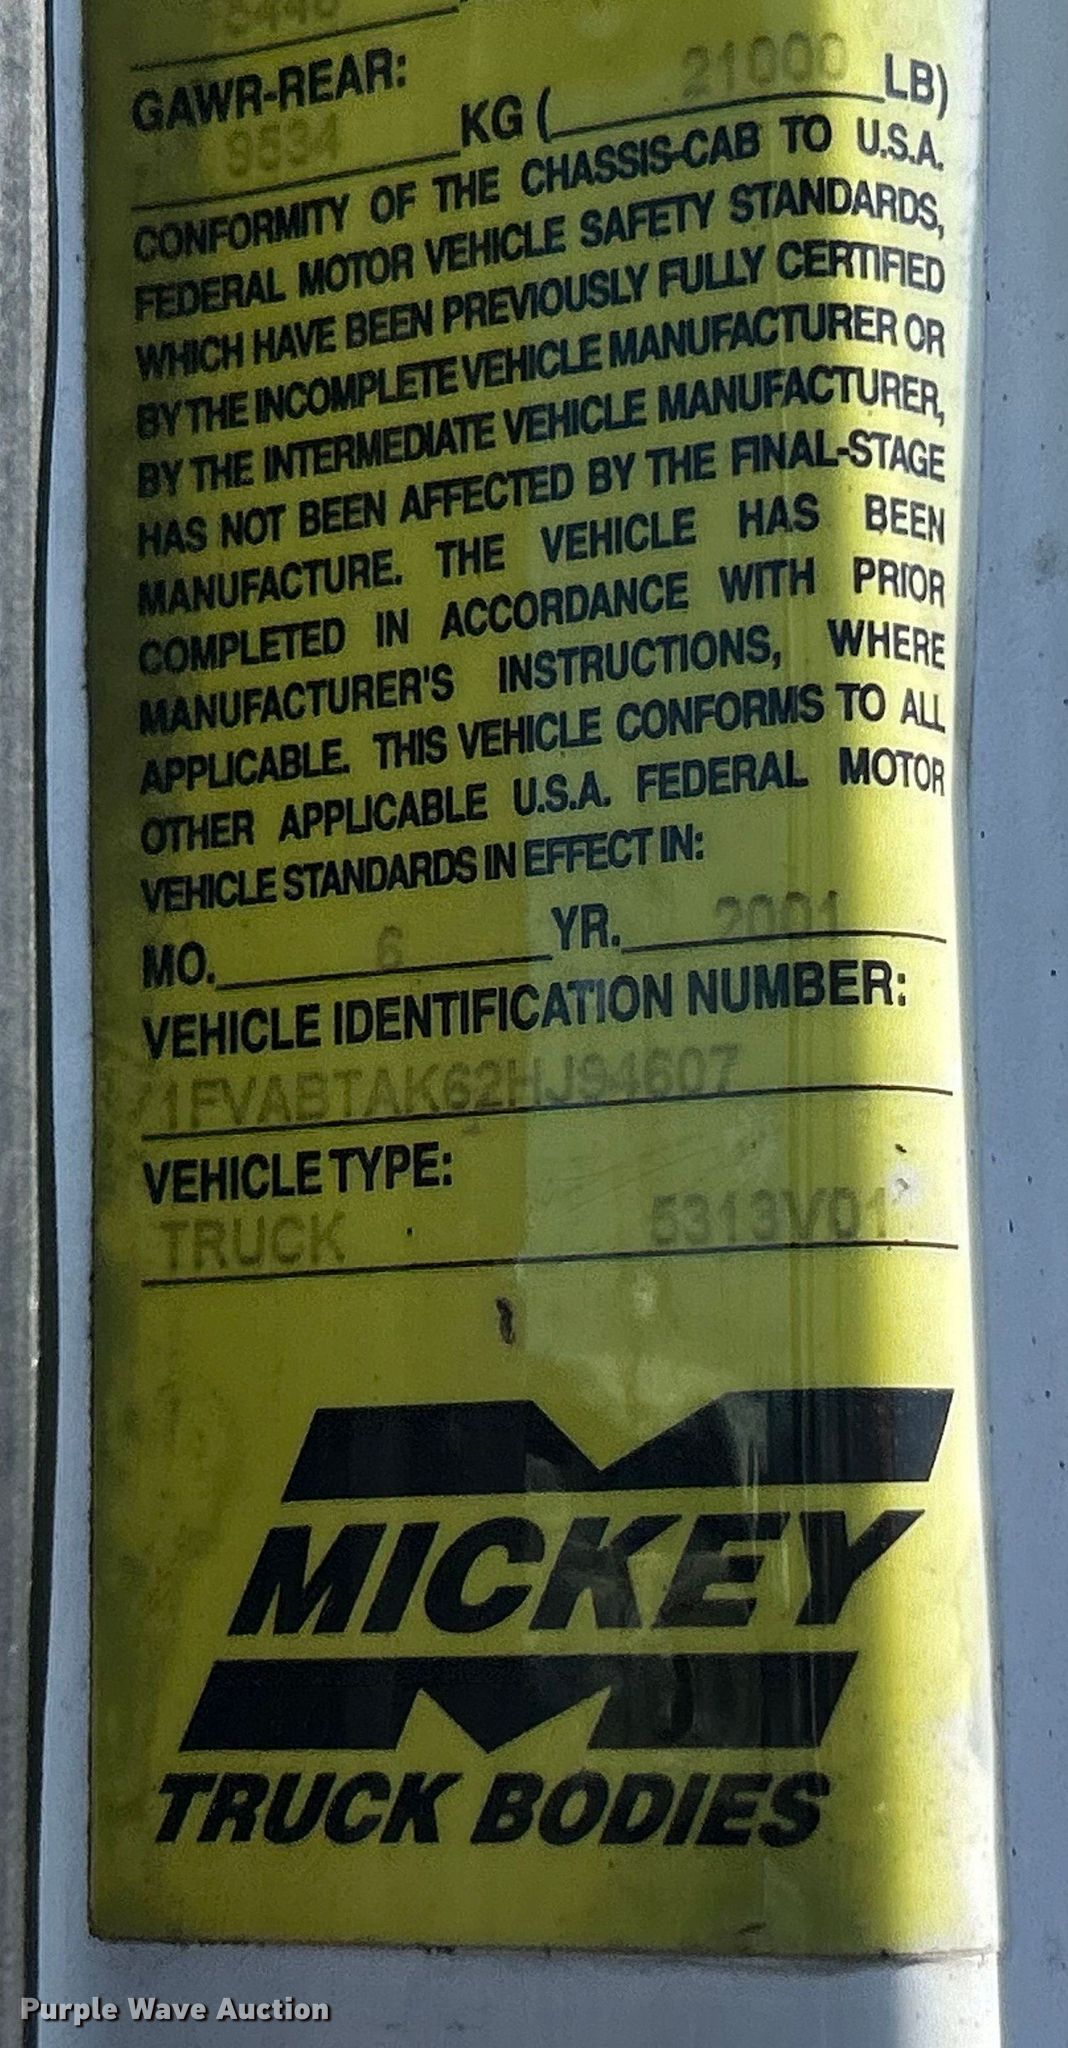 5448
GAWR-REAR:
9534 KG ( 21000 LB)
CONFORMITY OF THE CHASSIS-CAB TO U.S.A.
FEDERAL MOTOR VEHICLE SAFETY STANDARDS,
WHICH HAVE BEEN PREVIOUSLY FULLY CERTIFIED
BY THE INCOMPLETE VEHICLE MANUFACTURER OR
BY THE INTERMEDIATE VEHICLE MANUFACTURER,
HAS NOT BEEN AFFECTED BY THE FINAL-STAGE
MANUFACTURE. THE VEHICLE HAS BEEN
COMPLETED IN ACCORDANCE WITH PRIOR
MANUFACTURER'S INSTRUCTIONS, WHERE
APPLICABLE. THIS VEHICLE CONFORMS TO ALL
OTHER APPLICABLE U.S.A. FEDERAL MOTOR
VEHICLE STANDARDS IN EFFECT IN:
MO. 6 YR. 2001
VEHICLE IDENTIFICATION NUMBER:
1FVABTAK62HJ94607
VEHICLE TYPE:
TRUCK 5313V01
MICKEY
TRUCK BODIES
Purple Wave Auction